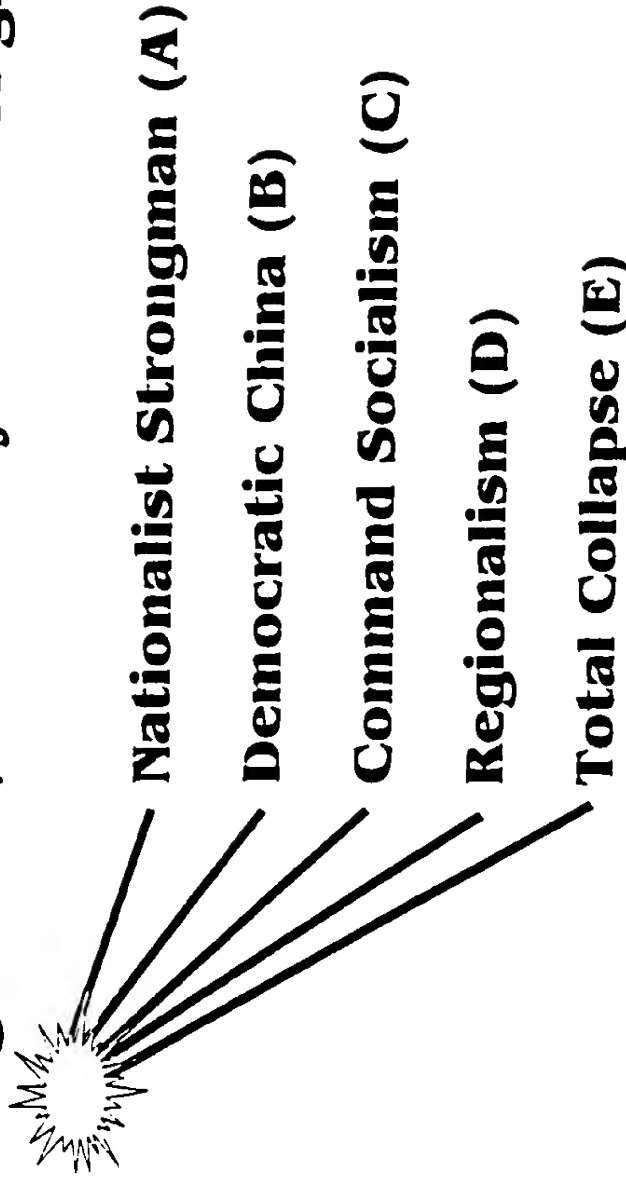 Nationalist Strongman (A)
Democratic China (B)
Command Socialism (C)
Regionalism (D)
Total Collapse (E)